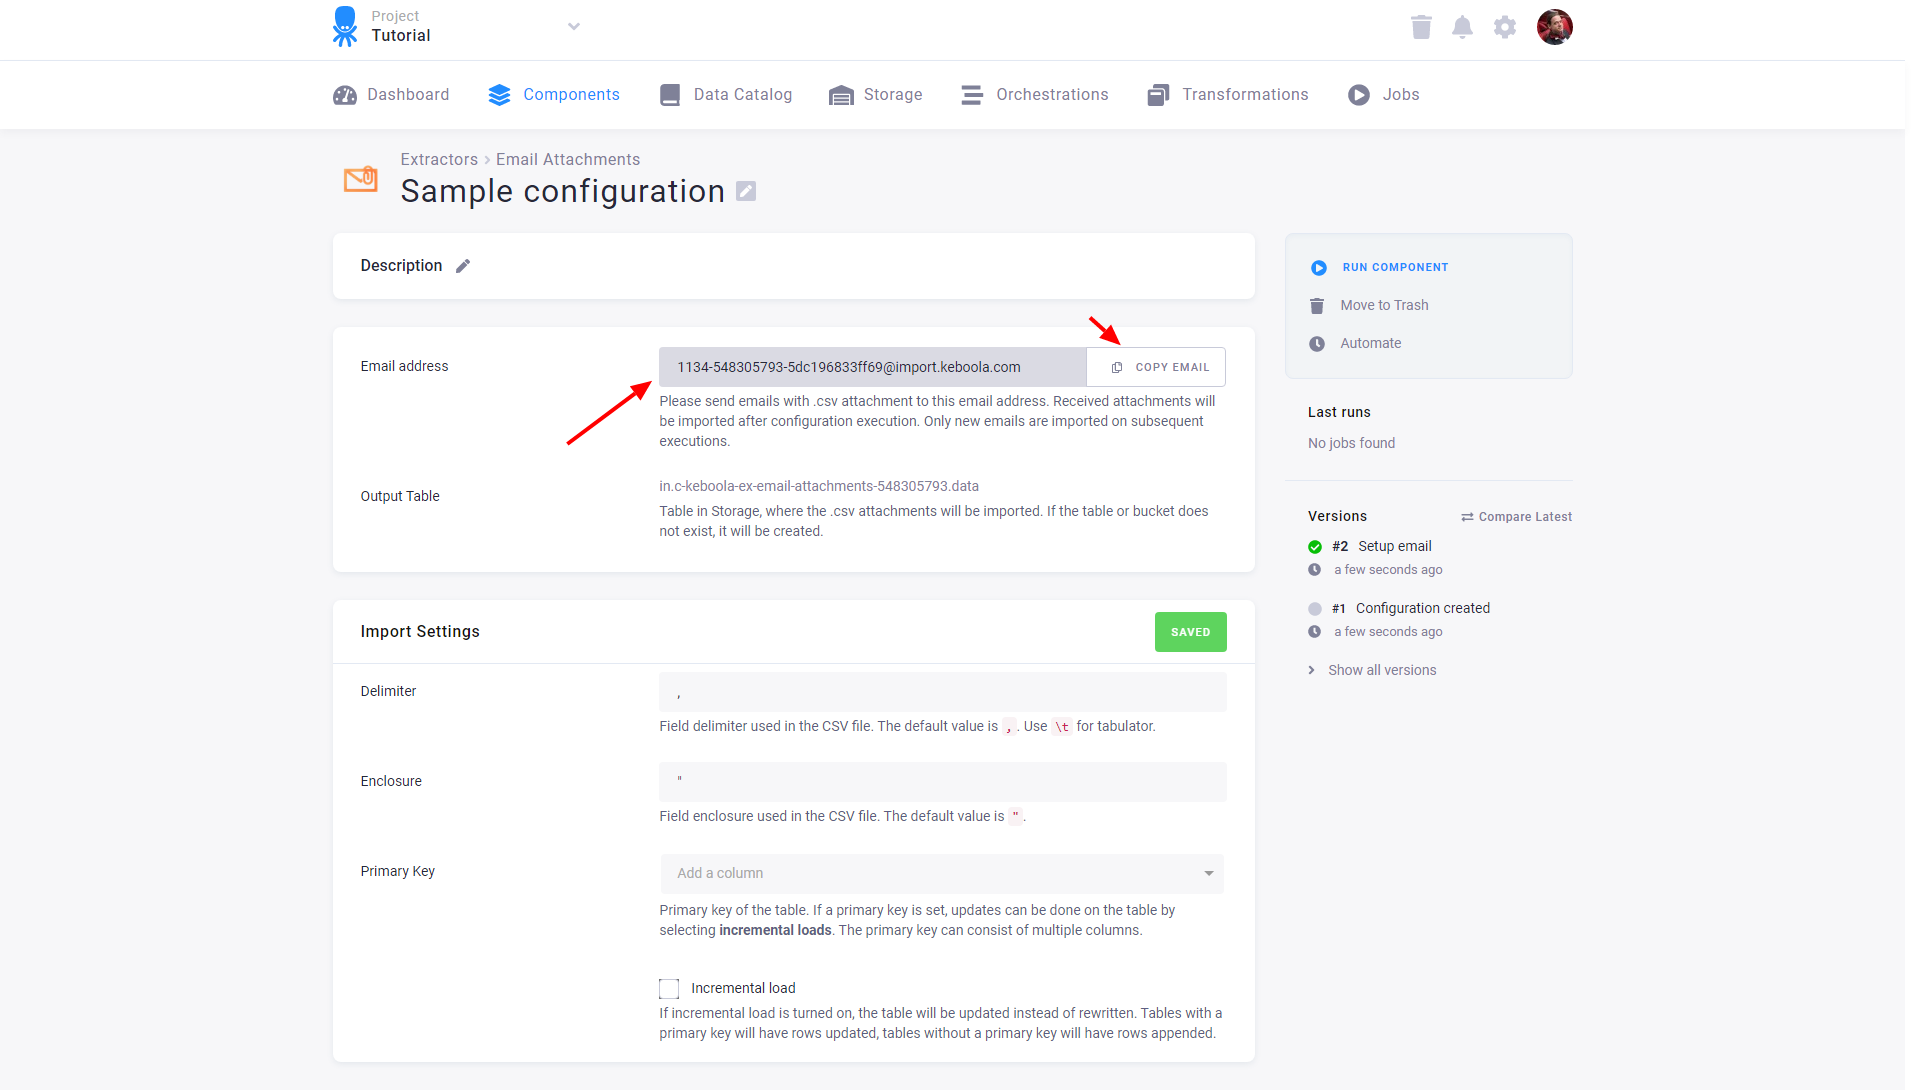 Project
Tutorial
Dashboard
Components
Data Catalog
Storage
Orchestrations
Transformations
Jobs
Extractors > Email Attachments
Sample configuration
Description
Email address
1134-548305793-5dc196833ff69@import.keboola.com
COPY EMAIL
Please send emails with .csv attachment to this email address. Received attachments will
be imported after configuration execution. Only new emails are imported on subsequent
executions.
Output Table
in.c-keboola-ex-email-attachments-548305793.data
Table in Storage, where the .csv attachments will be imported. If the table or bucket does
not exist, it will be created.
Import Settings
SAVED
Delimiter
,
Field delimiter used in the CSV file. The default value is , . Use \t for tabulator.
Enclosure
"
Field enclosure used in the CSV file. The default value is " .
Primary Key
Add a column
Primary key of the table. If a primary key is set, updates can be done on the table by
selecting incremental loads. The primary key can consist of multiple columns.
Incremental load
If incremental load is turned on, the table will be updated instead of rewritten. Tables with a
primary key will have rows updated, tables without a primary key will have rows appended.
RUN COMPONENT
Move to Trash
Automate
Last runs
No jobs found
Versions
Compare Latest
#2 Setup email
a few seconds ago
#1 Configuration created
a few seconds ago
Show all versions